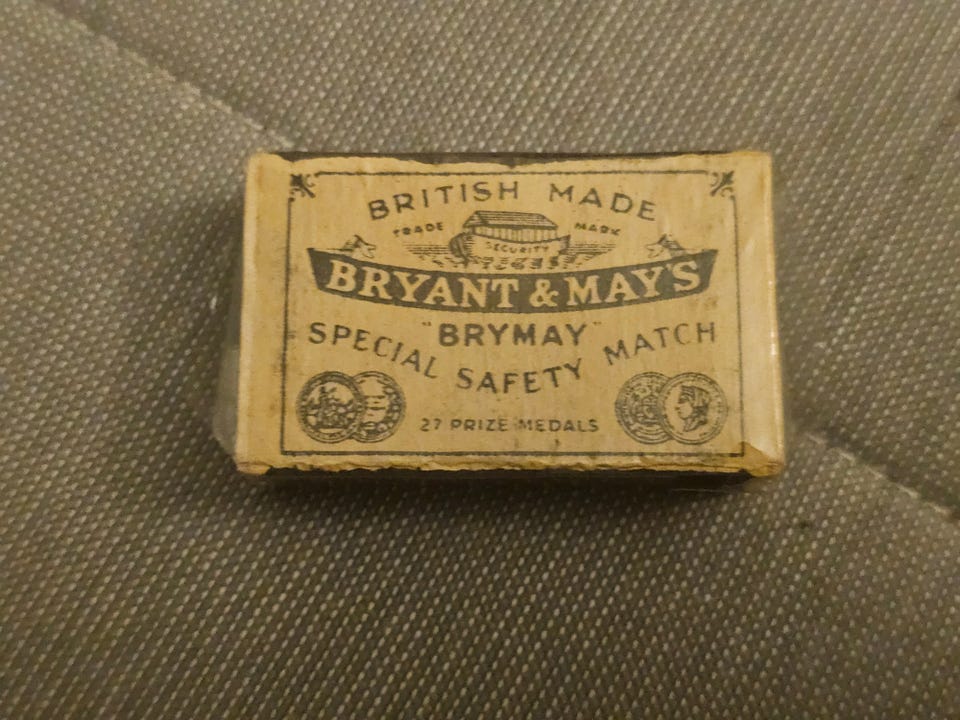 BRITISH MADE
TRADE MARK
SECURITY
BRYANT & MAY'S
"BRYMAY"
SPECIAL SAFETY MATCH
27 PRIZE MEDALS